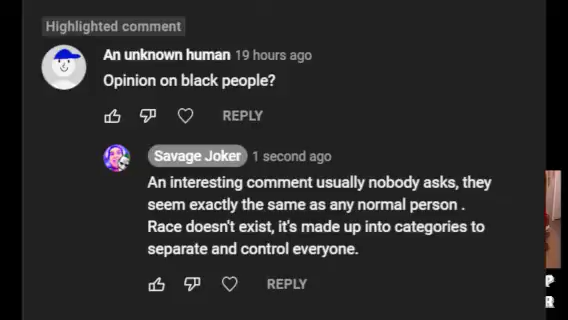 Highlighted comment
An unknown human 19 hours ago
Opinion on black people?
REPLY
Savage Joker 1 second ago
An interesting comment usually nobody asks, they
seem exactly the same as any normal person .
Race doesn't exist, it's made up into categories to
separate and control everyone.
REPLY
P
R